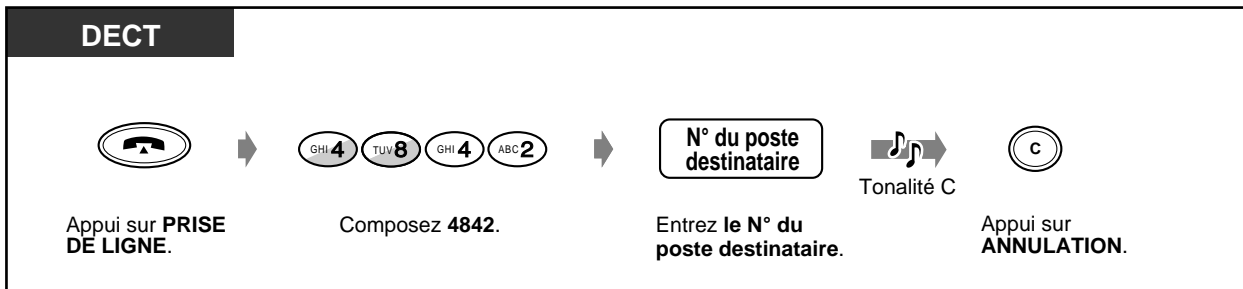 DECT
GHI 4 TUV 8 GHI 4 ABC 2
N° du poste
destinataire
C
Tonalité C
Appui sur PRISE
DE LIGNE.
Composez 4842.
Entrez le N° du
poste destinataire.
Appui sur
ANNULATION.